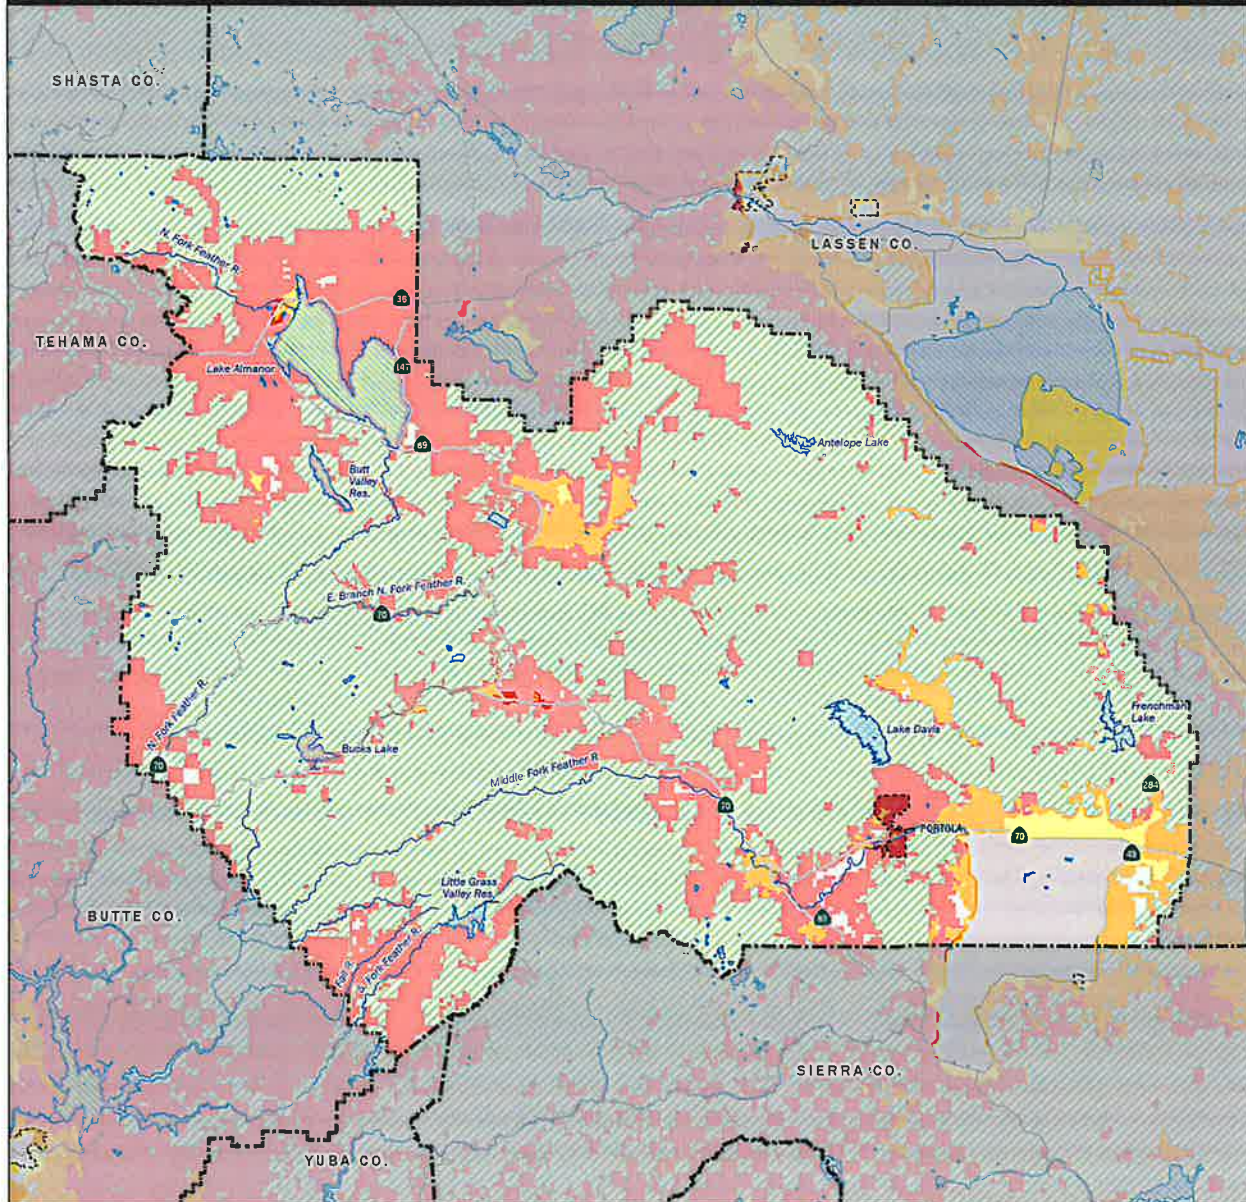 SHASTA CO.
N. Fork Feather R.
LASSEN CO.
36
TEHAMA CO.
Lake Almanor
147
89
Antelope Lake
Butt
Valley
Res.
E. Branch N. Fork Feather R.
70
N. Fork Feather R.
Bucks Lake
Lake Davis
Frenchman
Lake
70
Middle Fork Feather R.
284
70
PORTOLA
70
49
Little Grass
Valley Res.
BUTTE CO.
Fall R.
S. Fork Feather R.
SIERRA CO.
YUBA CO.